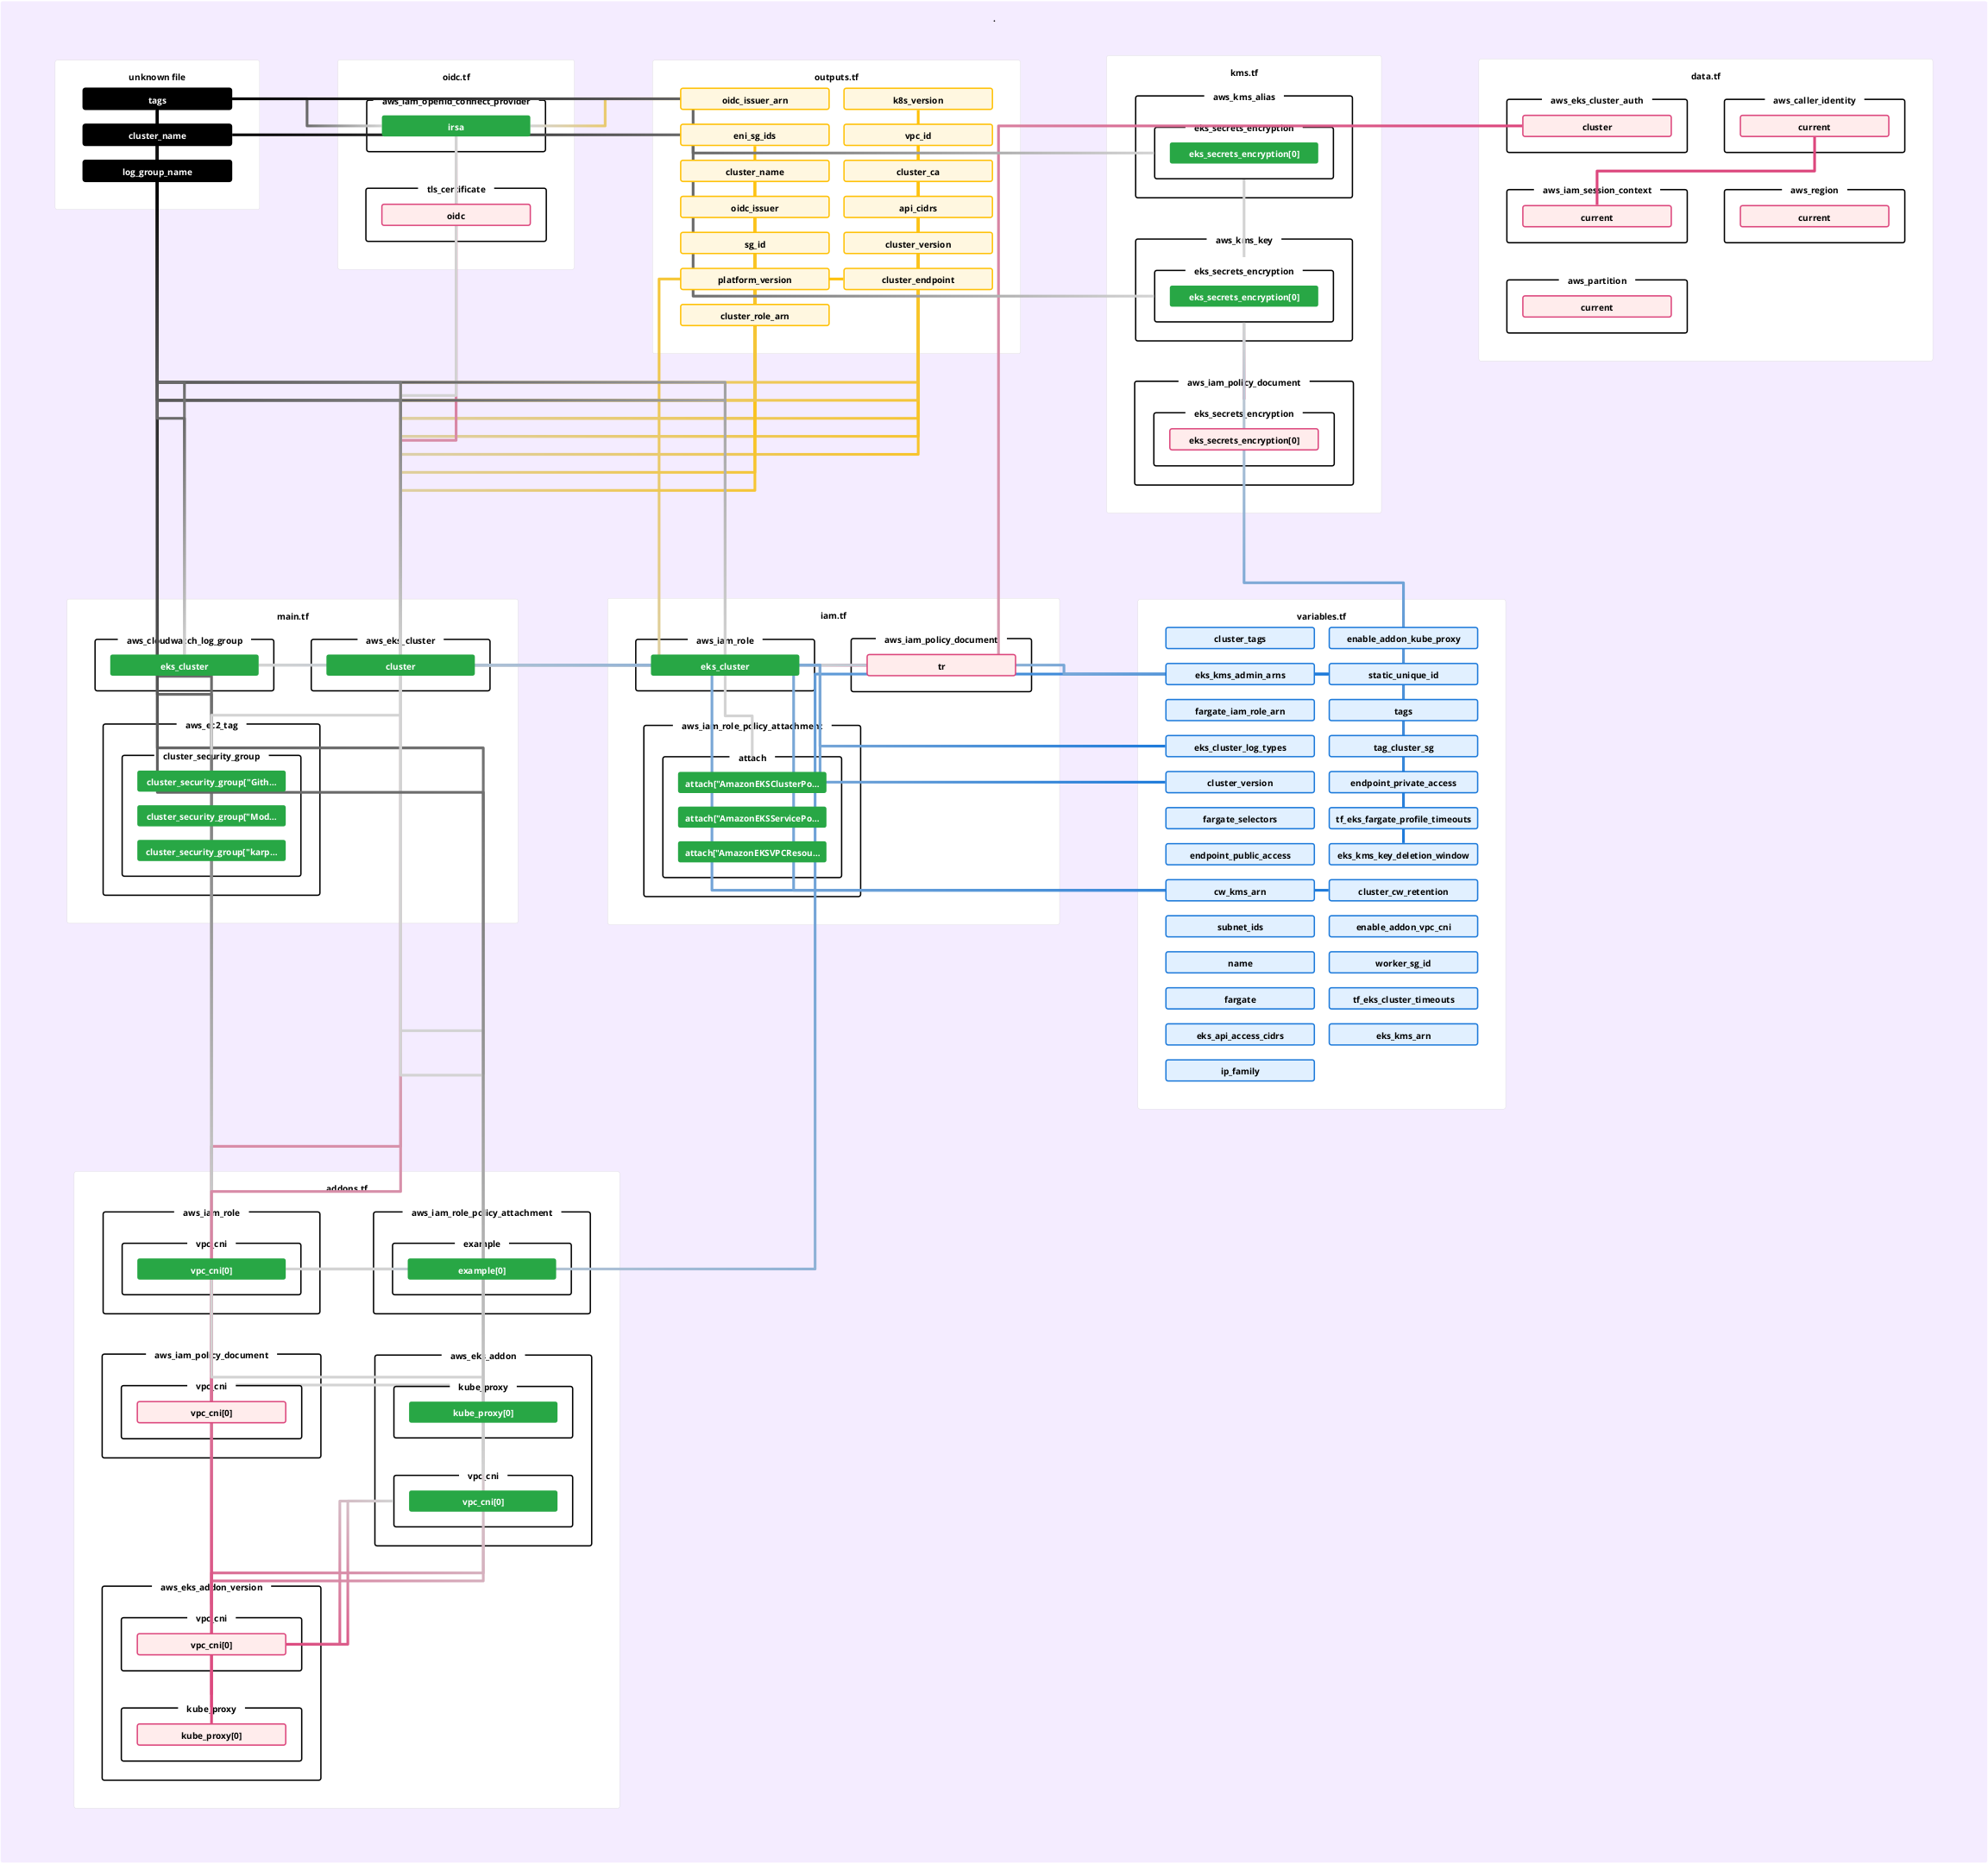 .
unknown file
tags
cluster_name
log_group_name
oidc.tf
aws_iam_openid_connect_provider
irsa
tls_certificate
oidc
outputs.tf
oidc_issuer_arn
k8s_version
eni_sg_ids
vpc_id
cluster_name
cluster_ca
oidc_issuer
api_cidrs
sg_id
cluster_version
platform_version
cluster_endpoint
cluster_role_arn
kms.tf
aws_kms_alias
eks_secrets_encryption
eks_secrets_encryption[0]
aws_kms_key
eks_secrets_encryption
eks_secrets_encryption[0]
aws_iam_policy_document
eks_secrets_encryption
eks_secrets_encryption[0]
data.tf
aws_eks_cluster_auth
cluster
aws_caller_identity
current
aws_iam_session_context
current
aws_region
current
aws_partition
current
main.tf
aws_cloudwatch_log_group
eks_cluster
aws_eks_cluster
cluster
aws_ec2_tag
cluster_security_group
cluster_security_group["Gith...
cluster_security_group["Mod...
cluster_security_group["karp...
iam.tf
aws_iam_role
eks_cluster
aws_iam_policy_document
tr
aws_iam_role_policy_attachment
attach
attach["AmazonEKSClusterPo...
attach["AmazonEKSServicePo...
attach["AmazonEKSVPCResou...
variables.tf
cluster_tags
enable_addon_kube_proxy
eks_kms_admin_arns
static_unique_id
fargate_iam_role_arn
tags
eks_cluster_log_types
tag_cluster_sg
cluster_version
endpoint_private_access
fargate_selectors
tf_eks_fargate_profile_timeouts
endpoint_public_access
eks_kms_key_deletion_window
cw_kms_arn
cluster_cw_retention
subnet_ids
enable_addon_vpc_cni
name
worker_sg_id
fargate
tf_eks_cluster_timeouts
eks_api_access_cidrs
eks_kms_arn
ip_family
addons.tf
aws_iam_role
vpc_cni
vpc_cni[0]
aws_iam_role_policy_attachment
example
example[0]
aws_iam_policy_document
vpc_cni
vpc_cni[0]
aws_eks_addon
kube_proxy
kube_proxy[0]
vpc_cni
vpc_cni[0]
aws_eks_addon_version
vpc_cni
vpc_cni[0]
kube_proxy
kube_proxy[0]